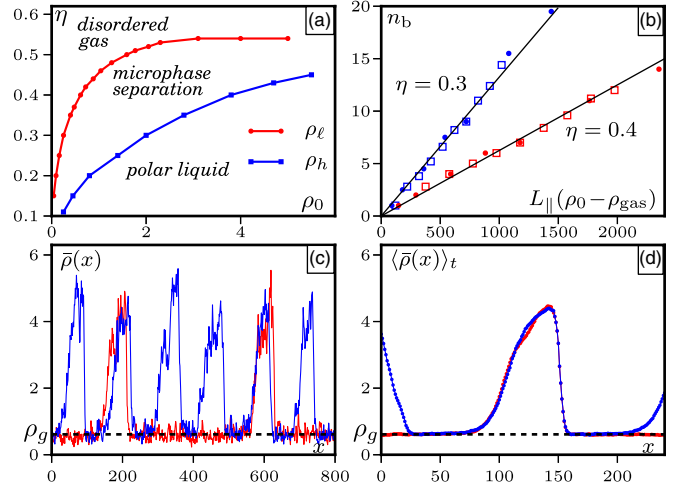 η
disordered
gas
(a)
microphase
separation
polar liquid
ρℓ
ρh
ρ0
0.6
0.5
0.4
0.3
0.2
0.1
0
2
4
nb
(b)
η = 0.3
η = 0.4
L∥(ρ0 − ρgas)
20
15
10
5
0
0
500
1000
1500
2000
ρ̄(x)
(c)
6
4
2
ρg
0
x
0
200
400
600
800
⟨ρ̄(x)⟩t
(d)
6
4
2
ρg
0
x
0
50
100
150
200